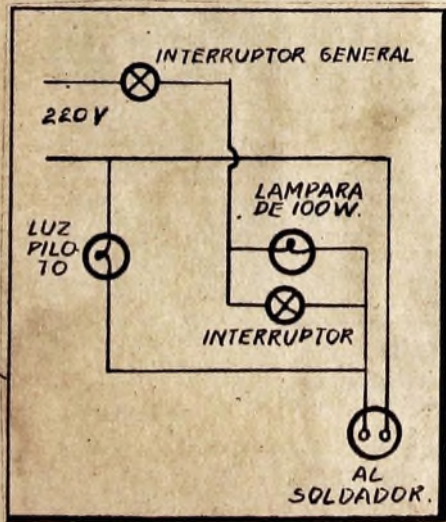 INTERRUPTOR GENERAL
220V
LAMPARA
DE 100W.
LUZ
PILO-
TO
INTERRUPTOR
AL
SOLDADOR.